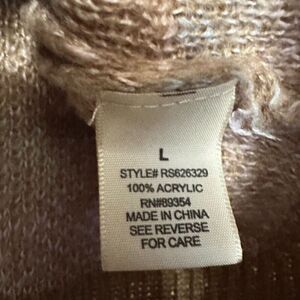 L
STYLE# RS626329
100% ACRYLIC
RN#89354
MADE IN CHINA
SEE REVERSE
FOR CARE